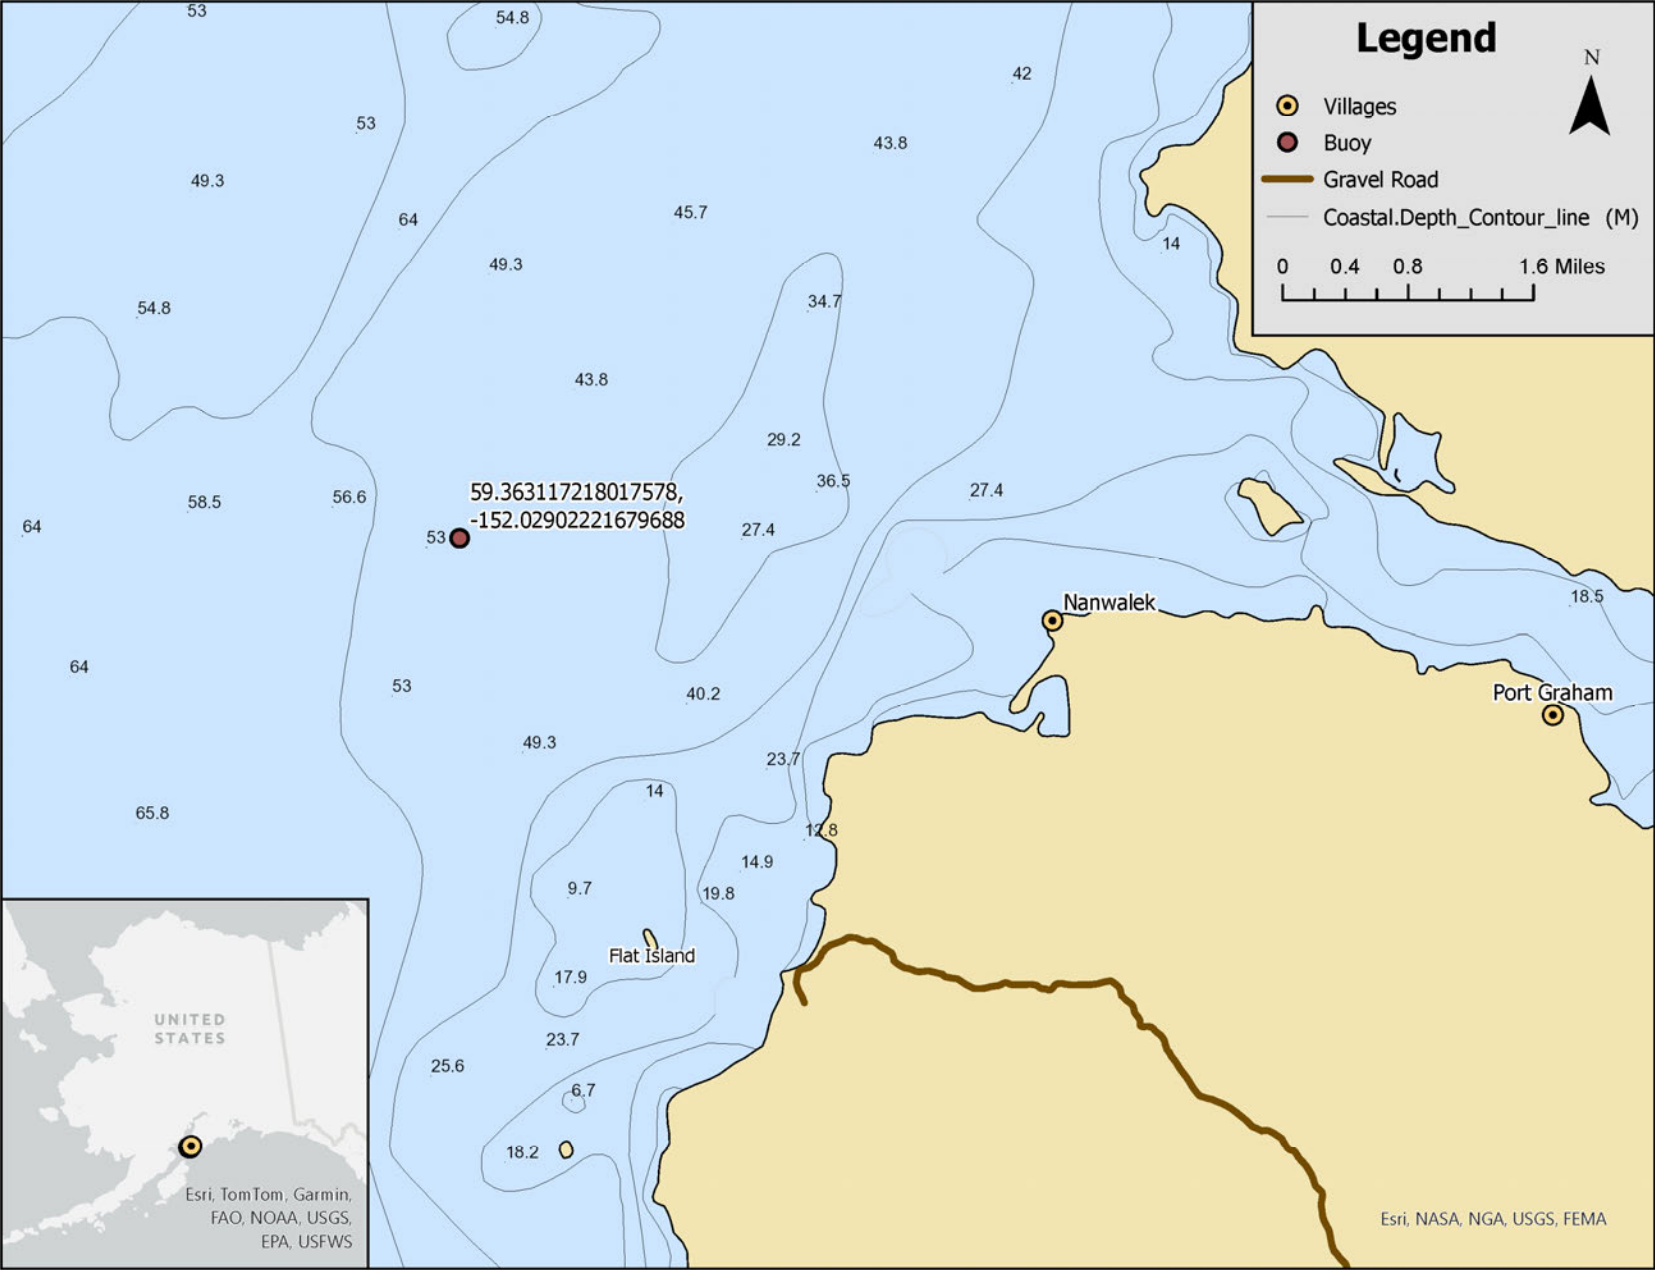 53
54.8
Legend
N
42
Villages
53
Buoy
43.8
49.3
Gravel Road
45.7
64
Coastal.Depth_Contour_line (M)
14
49.3
0 0.4 0.8 1.6 Miles
34.7
54.8
43.8
29.2
36.5
27.4
59.363117218017578,
-152.02902221679688
56.6
58.5
64
53
27.4
18.5
Nanwalek
64
53
40.2
Port Graham
49.3
23.7
14
65.8
12.8
14.9
9.7
19.8
Flat Island
17.9
UNITED
STATES
23.7
25.6
6.7
18.2
Esri, TomTom, Garmin,
FAO, NOAA, USGS,
EPA, USFWS
Esri, NASA, NGA, USGS, FEMA